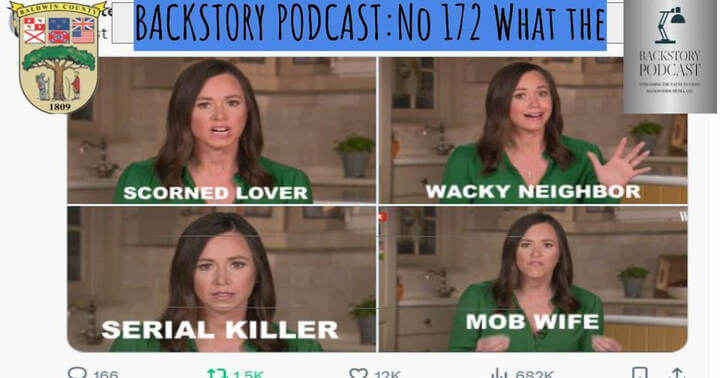 BALDWIN COUNTY
1809
BACKSTORY PODCAST:No 172 WHAT THE
BACKSTORY
PODCAST
SCORNED LOVER
WACKY NEIGHBOR
SERIAL KILLER
MOB WIFE
166
1.5K
12K
682K